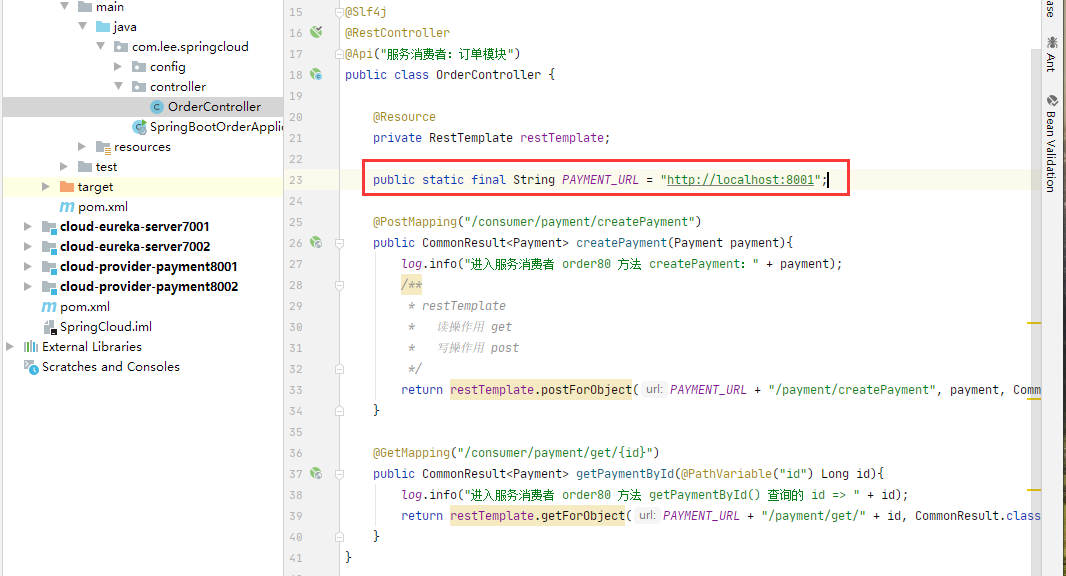 main
java
com.lee.springcloud
config
controller
OrderController
SpringBootOrderApplic
resources
test
target
pom.xml
cloud-eureka-server7001
cloud-eureka-server7002
cloud-provider-payment8001
cloud-provider-payment8002
pom.xml
SpringCloud.iml
External Libraries
Scratches and Consoles
15 @Slf4j
16 @RestController
17 @Api("服务消费者：订单模块")
18 public class OrderController {
19
20 @Resource
21 private RestTemplate restTemplate;
22
23 public static final String PAYMENT_URL = "http://localhost:8001";
24
25 @PostMapping("/consumer/payment/createPayment")
26 public CommonResult<Payment> createPayment(Payment payment){
27 log.info("进入服务消费者 order80 方法 createPayment：" + payment);
28 /**
29 * restTemplate
30 * 读操作用 get
31 * 写操作用 post
32 */
33 return restTemplate.postForObject( url: PAYMENT_URL + "/payment/createPayment", payment, Comm
34 }
35
36 @GetMapping("/consumer/payment/get/{id}")
37 public CommonResult<Payment> getPaymentById(@PathVariable("id") Long id){
38 log.info("进入服务消费者 order80 方法 getPaymentById() 查询的 id => " + id);
39 return restTemplate.getForObject( url: PAYMENT_URL + "/payment/get/" + id, CommonResult.class
40 }
41 }
ase
Ant
Bean Validation